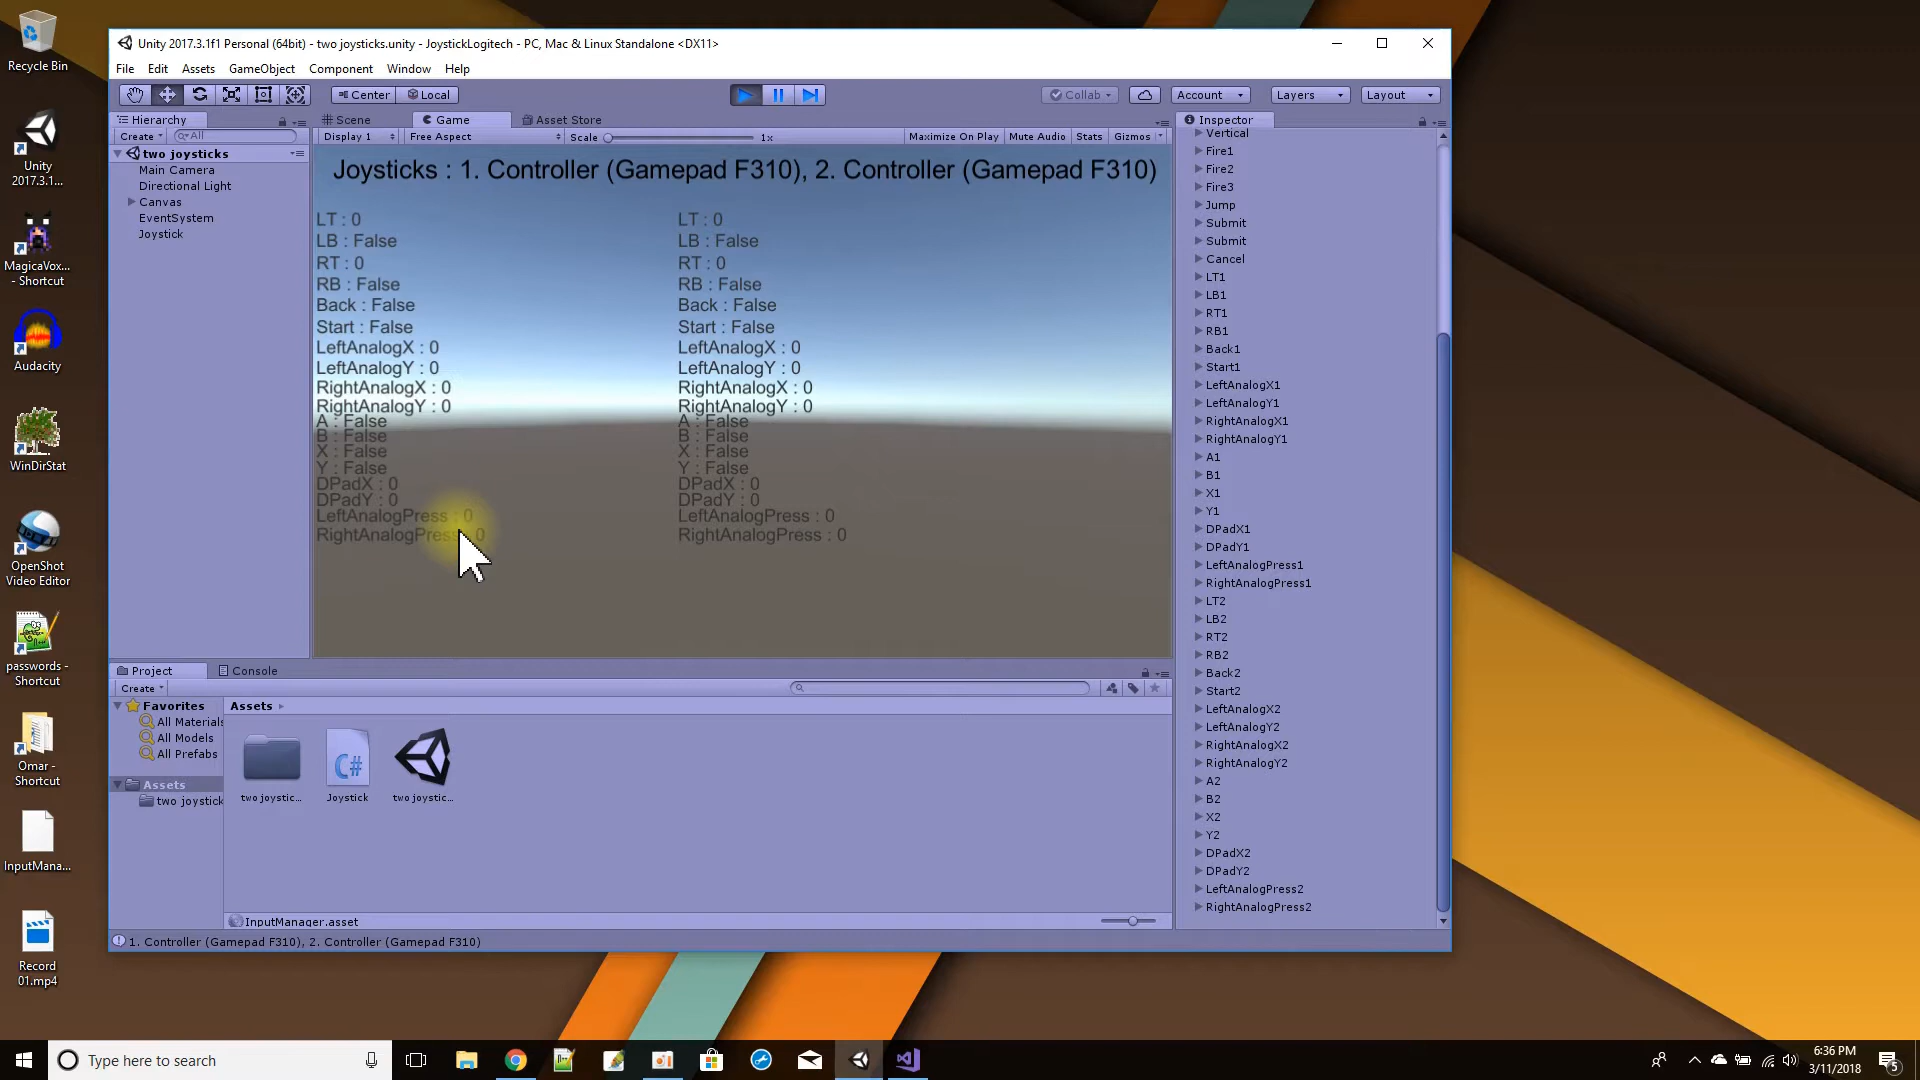 Recycle Bin
Unity
2017.3.1...
MagicaVox...
- Shortcut
Audacity
WinDirStat
OpenShot
Video Editor
passwords -
Shortcut
Omar -
Shortcut
InputMana...
Record
01.mp4
Unity 2017.3.1f1 Personal (64bit) - two joysticks.unity - JoystickLogitech - PC, Mac & Linux Standalone <DX11>
File Edit Assets GameObject Component Window Help
Center Local Collab Account Layers Layout
Hierarchy
Create All
two joysticks
Main Camera
Directional Light
Canvas
EventSystem
Joystick
Scene Game Asset Store
Display 1 Free Aspect Scale 1x Maximize On Play Mute Audio Stats Gizmos
Joysticks : 1. Controller (Gamepad F310), 2. Controller (Gamepad F310)
LT : 0
LB : False
RT : 0
RB : False
Back : False
Start : False
LeftAnalogX : 0
LeftAnalogY : 0
RightAnalogX : 0
RightAnalogY : 0
A : False
B : False
X : False
Y : False
DPadX : 0
DPadY : 0
LeftAnalogPress : 0
RightAnalogPress : 0
LT : 0
LB : False
RT : 0
RB : False
Back : False
Start : False
LeftAnalogX : 0
LeftAnalogY : 0
RightAnalogX : 0
RightAnalogY : 0
A : False
B : False
X : False
Y : False
DPadX : 0
DPadY : 0
LeftAnalogPress : 0
RightAnalogPress : 0
Inspector
Vertical
Fire1
Fire2
Fire3
Jump
Submit
Submit
Cancel
LT1
LB1
RT1
RB1
Back1
Start1
LeftAnalogX1
LeftAnalogY1
RightAnalogX1
RightAnalogY1
A1
B1
X1
Y1
DPadX1
DPadY1
LeftAnalogPress1
RightAnalogPress1
LT2
LB2
RT2
RB2
Back2
Start2
LeftAnalogX2
LeftAnalogY2
RightAnalogX2
RightAnalogY2
A2
B2
X2
Y2
DPadX2
DPadY2
LeftAnalogPress2
RightAnalogPress2
Project Console
Create
Favorites
All Materials
All Models
All Prefabs
Assets
two joystick
Assets
two joystic...
C#
Joystick
two joystic...
InputManager.asset
1. Controller (Gamepad F310), 2. Controller (Gamepad F310)
Type here to search
6:36 PM
3/11/2018
5